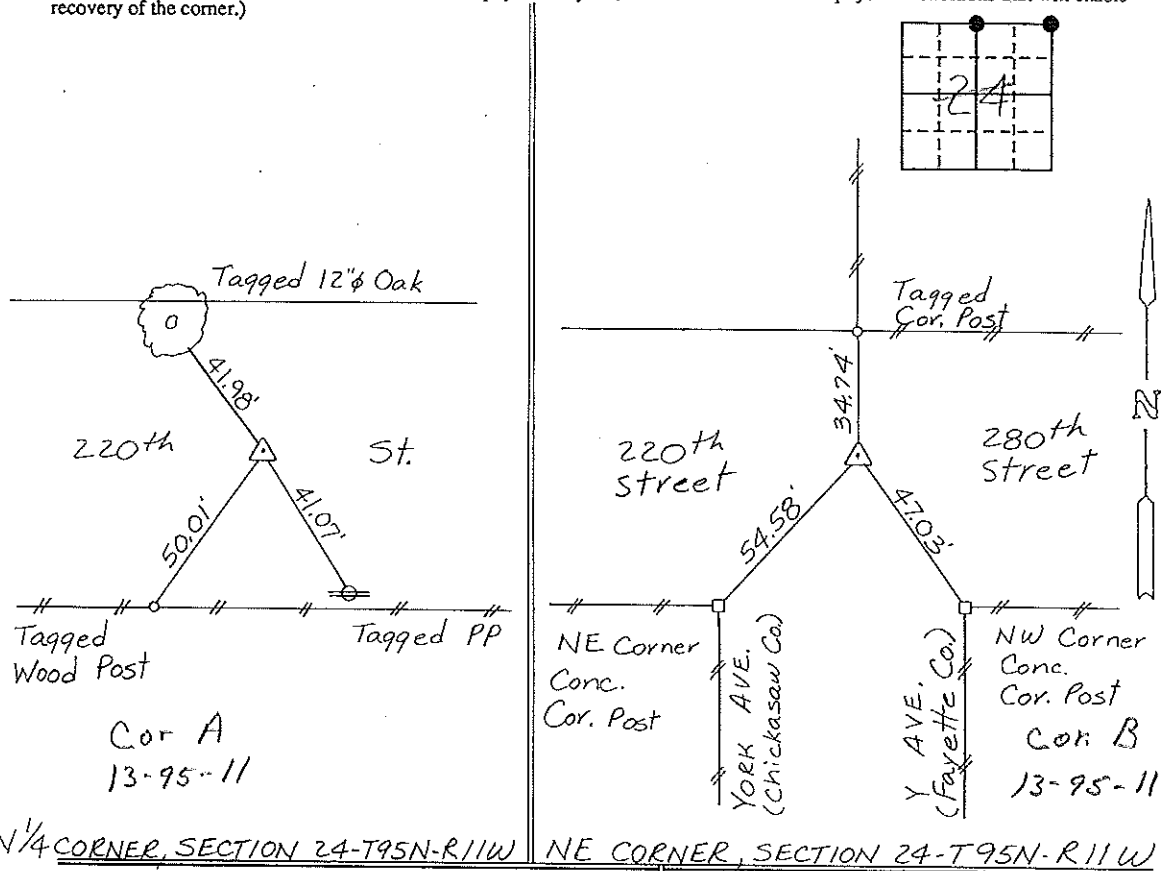 recovery of the corner.)
24
Tagged 12"ϕ Oak
41.98'
220th St.
50.01'
41.07'
Tagged
Wood Post
Tagged PP
Cor A
13-95-11
N 1/4 CORNER, SECTION 24-T95N-R11W
Tagged
Cor. Post
34.74'
220th
Street
280th
Street
N
54.58'
47.03'
NE Corner
Conc.
Cor. Post
YORK AVE.
(Chickasaw Co.)
Y AVE.
(Fayette Co.)
NW Corner
Conc.
Cor. Post
Cor B
13-95-11
NE CORNER, SECTION 24-T95N-R11W